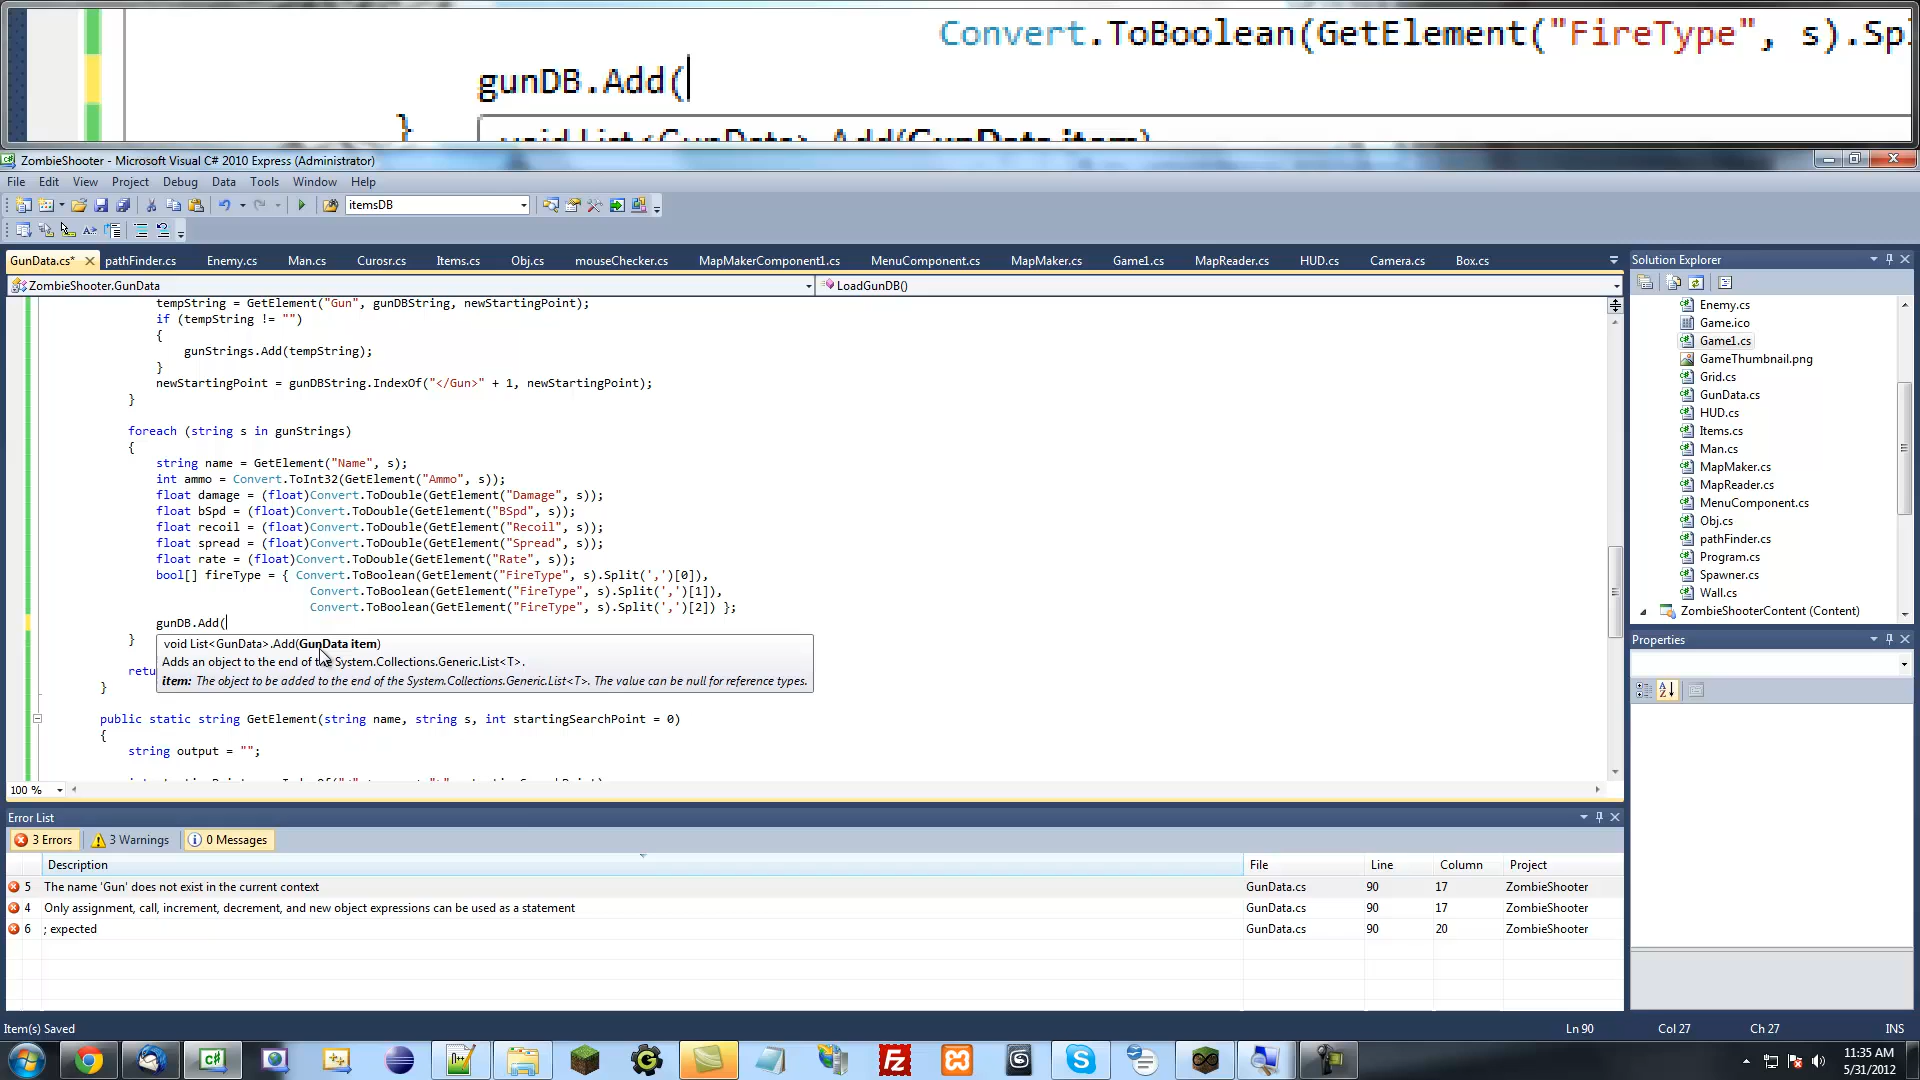 Convert.ToBoolean(GetElement("FireType", s).Sp
gunDB.Add(
}
void List<GunData>.Add(GunData item)
ZombieShooter - Microsoft Visual C# 2010 Express (Administrator)
File Edit View Project Debug Data Tools Window Help
itemsDB
GunData.cs* pathFinder.cs Enemy.cs Man.cs Curosr.cs Items.cs Obj.cs mouseChecker.cs MapMakerComponent1.cs MenuComponent.cs MapMaker.cs Game1.cs MapReader.cs HUD.cs Camera.cs Box.cs
ZombieShooter.GunData LoadGunDB()
tempString = GetElement("Gun", gunDBString, newStartingPoint);
if (tempString != "")
{
gunStrings.Add(tempString);
}
newStartingPoint = gunDBString.IndexOf("</Gun>" + 1, newStartingPoint);
}
foreach (string s in gunStrings)
{
string name = GetElement("Name", s);
int ammo = Convert.ToInt32(GetElement("Ammo", s));
float damage = (float)Convert.ToDouble(GetElement("Damage", s));
float bSpd = (float)Convert.ToDouble(GetElement("BSpd", s));
float recoil = (float)Convert.ToDouble(GetElement("Recoil", s));
float spread = (float)Convert.ToDouble(GetElement("Spread", s));
float rate = (float)Convert.ToDouble(GetElement("Rate", s));
bool[] fireType = { Convert.ToBoolean(GetElement("FireType", s).Split(',')[0]),
Convert.ToBoolean(GetElement("FireType", s).Split(',')[1]),
Convert.ToBoolean(GetElement("FireType", s).Split(',')[2]) };
gunDB.Add(
}
void List<GunData>.Add(GunData item)
Adds an object to the end of the System.Collections.Generic.List<T>.
item: The object to be added to the end of the System.Collections.Generic.List<T>. The value can be null for reference types.
retu
}
public static string GetElement(string name, string s, int startingSearchPoint = 0)
{
string output = "";
100 %
Solution Explorer
Enemy.cs
Game.ico
Game1.cs
GameThumbnail.png
Grid.cs
GunData.cs
HUD.cs
Items.cs
Man.cs
MapMaker.cs
MapReader.cs
MenuComponent.cs
Obj.cs
pathFinder.cs
Program.cs
Spawner.cs
Wall.cs
ZombieShooterContent (Content)
Properties
Error List
3 Errors 3 Warnings 0 Messages
Description File Line Column Project
5 The name 'Gun' does not exist in the current context GunData.cs 90 17 ZombieShooter
4 Only assignment, call, increment, decrement, and new object expressions can be used as a statement GunData.cs 90 17 ZombieShooter
6 ; expected GunData.cs 90 20 ZombieShooter
Item(s) Saved Ln 90 Col 27 Ch 27 INS
11:35 AM
5/31/2012